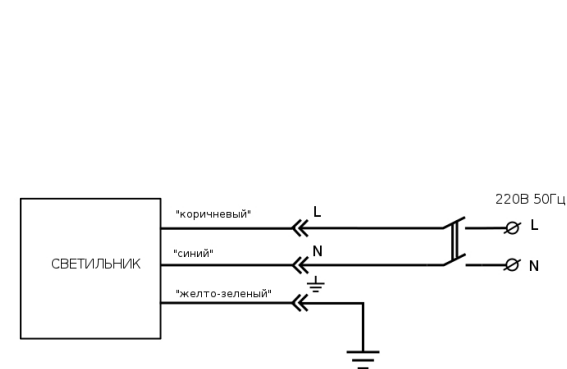 220В 50Гц
"коричневый" L L
"синий" N
СВЕТИЛЬНИК N
"желто-зеленый"